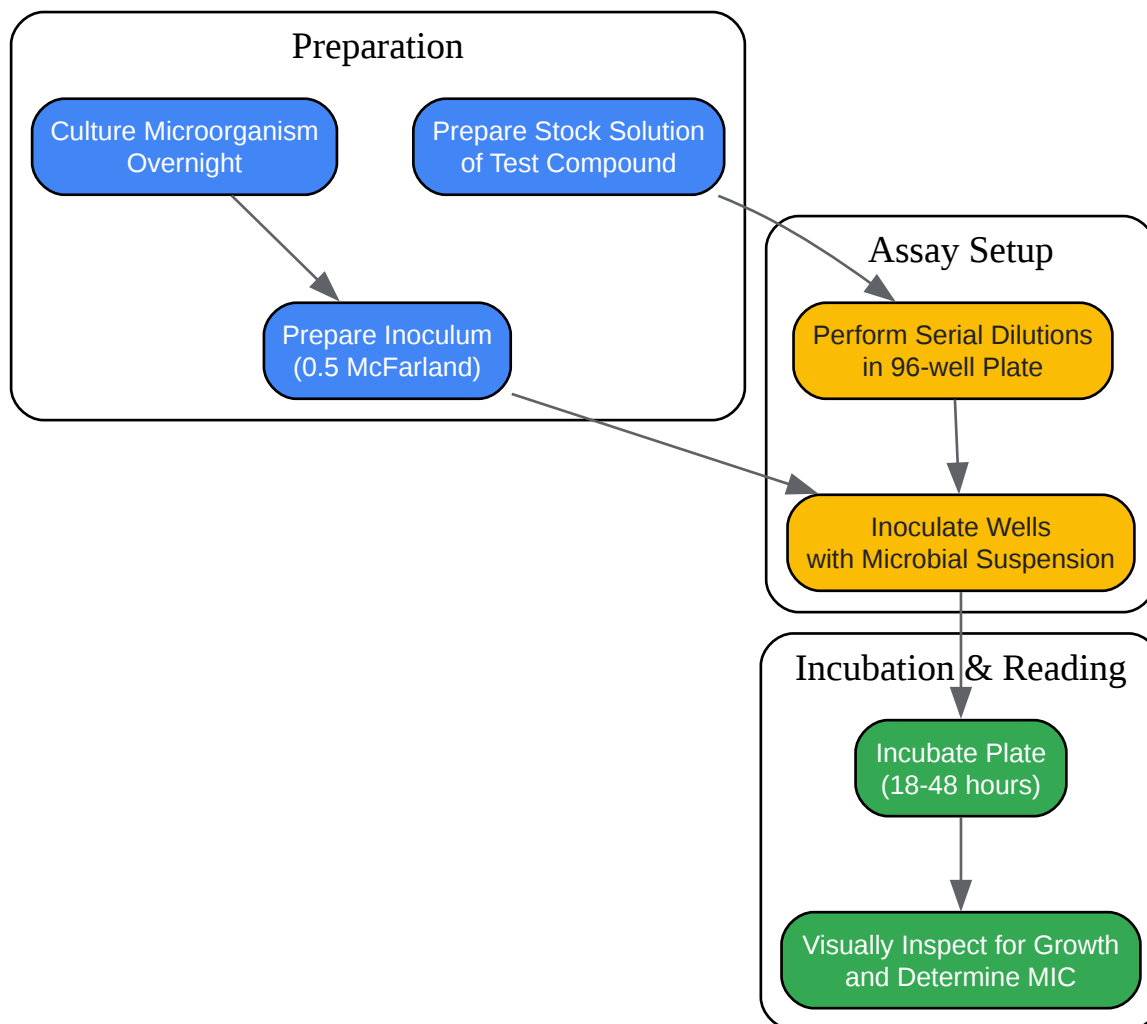 Preparation
Culture Microorganism
Overnight
Prepare Stock Solution
of Test Compound
Prepare Inoculum
(0.5 McFarland)
Assay Setup
Perform Serial Dilutions
in 96-well Plate
Inoculate Wells
with Microbial Suspension
Incubation & Reading
Incubate Plate
(18-48 hours)
Visually Inspect for Growth
and Determine MIC